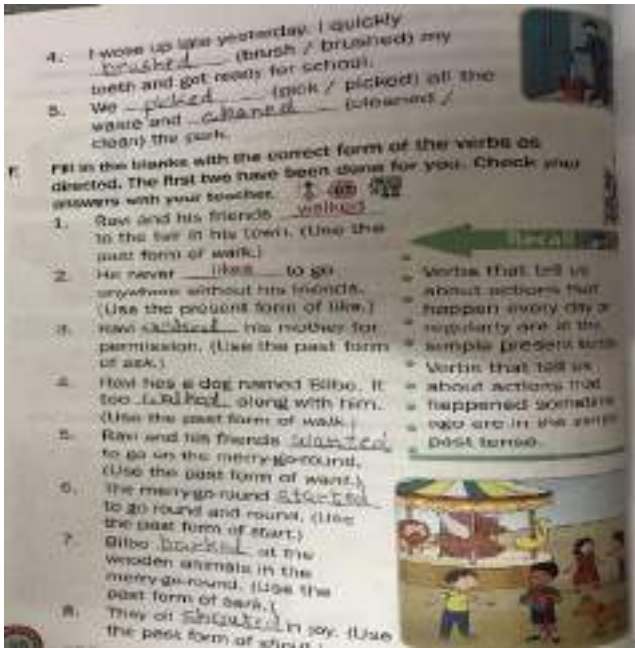 4. I woke up late yesterday. I quickly
brushed (brush / brushed) my
teeth and got ready for school.
5. We picked (pick / picked) all the
waste and cleaned (cleaned /
clean) the park.
F. Fill in the blanks with the correct form of the verbs as
directed. The first two have been done for you. Check your
answers with your teacher.
1. Ravi and his friends walked
to the fair in his town. (Use the
past form of walk.)
2. He never likes to go
anywhere without his friends.
(Use the present form of like.)
3. Ravi asked his mother for
permission. (Use the past form
of ask.)
4. Ravi has a dog named Bilbo. It
too walked along with him.
(Use the past form of walk.)
5. Ravi and his friends wanted
to go on the merry-go-round.
(Use the past form of want.)
6. The merry-go-round started
to go round and round. (Use
the past form of start.)
7. Bilbo barked at the
wooden animals in the
merry-go-round. (Use the
past form of bark.)
8. They all shouted in joy. (Use
the past form of shout.)
Recall
Verbs that tell us
about actions that
happen every day or
regularly are in the
simple present tense.
Verbs that tell us
about actions that
happened sometime
ago are in the simple
past tense.